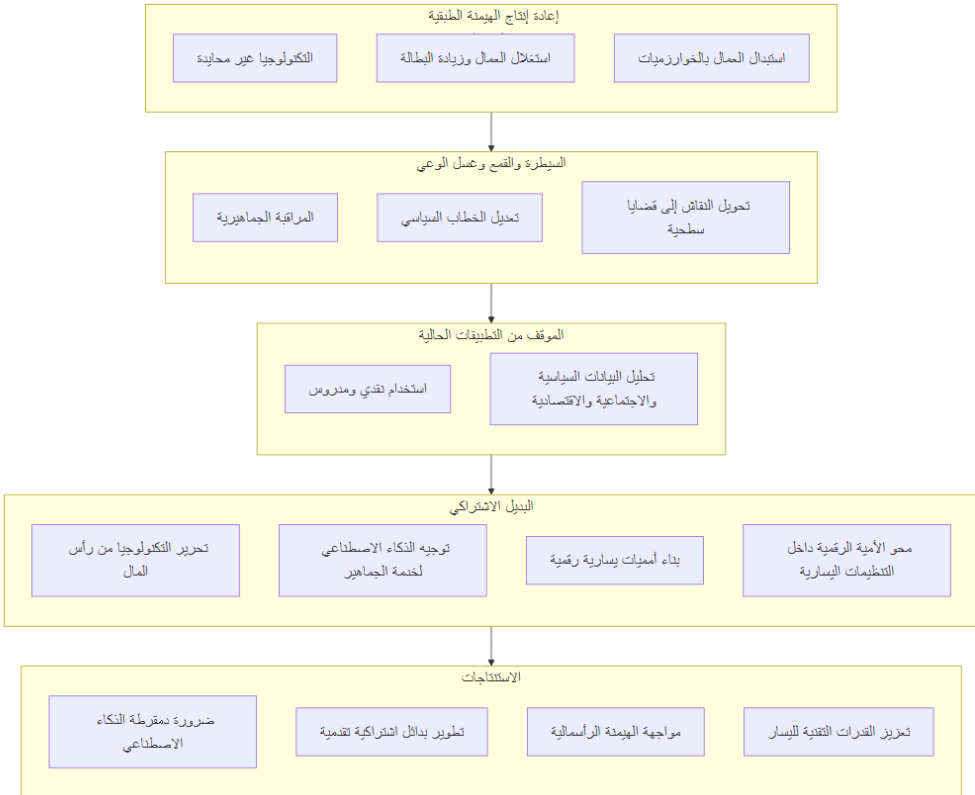 إعادة إنتاج الهيمنة الطبقية
استبدال العمال بالخوارزميات
استغلال العمال وزيادة البطالة
التكنولوجيا غير محايدة
السيطرة والقمع وغسل الوعي
تحويل النقاش إلى قضايا
سطحية
تعديل الخطاب السياسي
المراقبة الجماهيرية
الموقف من التطبيقات الحالية
تحليل البيانات السياسية
والاجتماعية والاقتصادية
استخدام نقدي ومدروس
البديل الاشتراكي
محو الأمية الرقمية داخل
التنظيمات اليسارية
بناء أمميات يسارية رقمية
توجيه الذكاء الاصطناعي
لخدمة الجماهير
تحرير التكنولوجيا من رأس
المال
الاستنتاجات
تعزيز القدرات التقنية لليسار
مواجهة الهيمنة الرأسمالية
تطوير بدائل اشتراكية تقدمية
ضرورة دمقرطة الذكاء
الاصطناعي